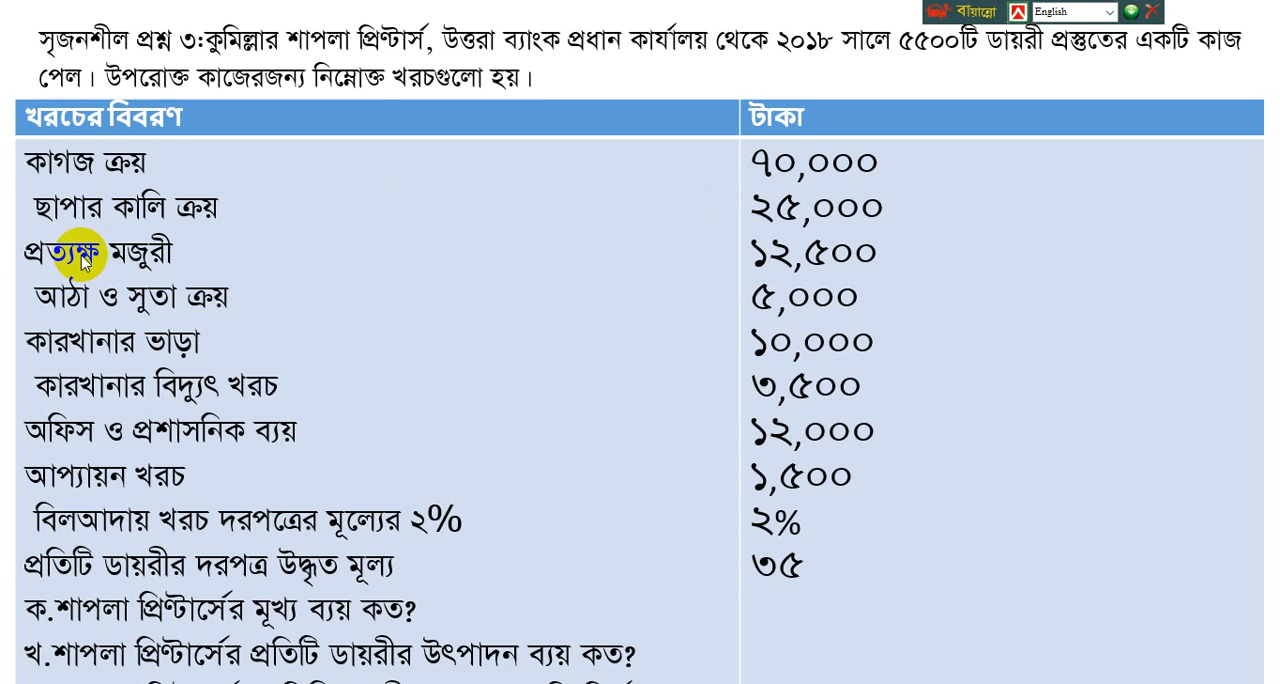 বায়ান্নো English
সৃজনশীল প্রশ্ন ৩:কুমিল্লার শাপলা প্রিণ্টার্স, উত্তরা ব্যাংক প্রধান কার্যালয় থেকে ২০১৮ সালে ৫৫০০টি ডায়রী প্রস্তুতের একটি কাজ
পেল। উপরোক্ত কাজেরজন্য নিম্নোক্ত খরচগুলো হয়।
খরচের বিবরণ টাকা
কাগজ ক্রয় ৭০,০০০
ছাপার কালি ক্রয় ২৫,০০০
প্রত্যক্ষ মজুরী ১২,৫০০
আঠা ও সুতা ক্রয় ৫,০০০
কারখানার ভাড়া ১০,০০০
কারখানার বিদ্যুৎ খরচ ৩,৫০০
অফিস ও প্রশাসনিক ব্যয় ১২,০০০
আপ্যায়ন খরচ ১,৫০০
বিলআদায় খরচ দরপত্রের মূল্যের ২% ২%
প্রতিটি ডায়রীর দরপত্র উদ্ধৃত মূল্য ৩৫
ক.শাপলা প্রিণ্টার্সের মূখ্য ব্যয় কত?
খ.শাপলা প্রিণ্টার্সের প্রতিটি ডায়রীর উৎপাদন ব্যয় কত?